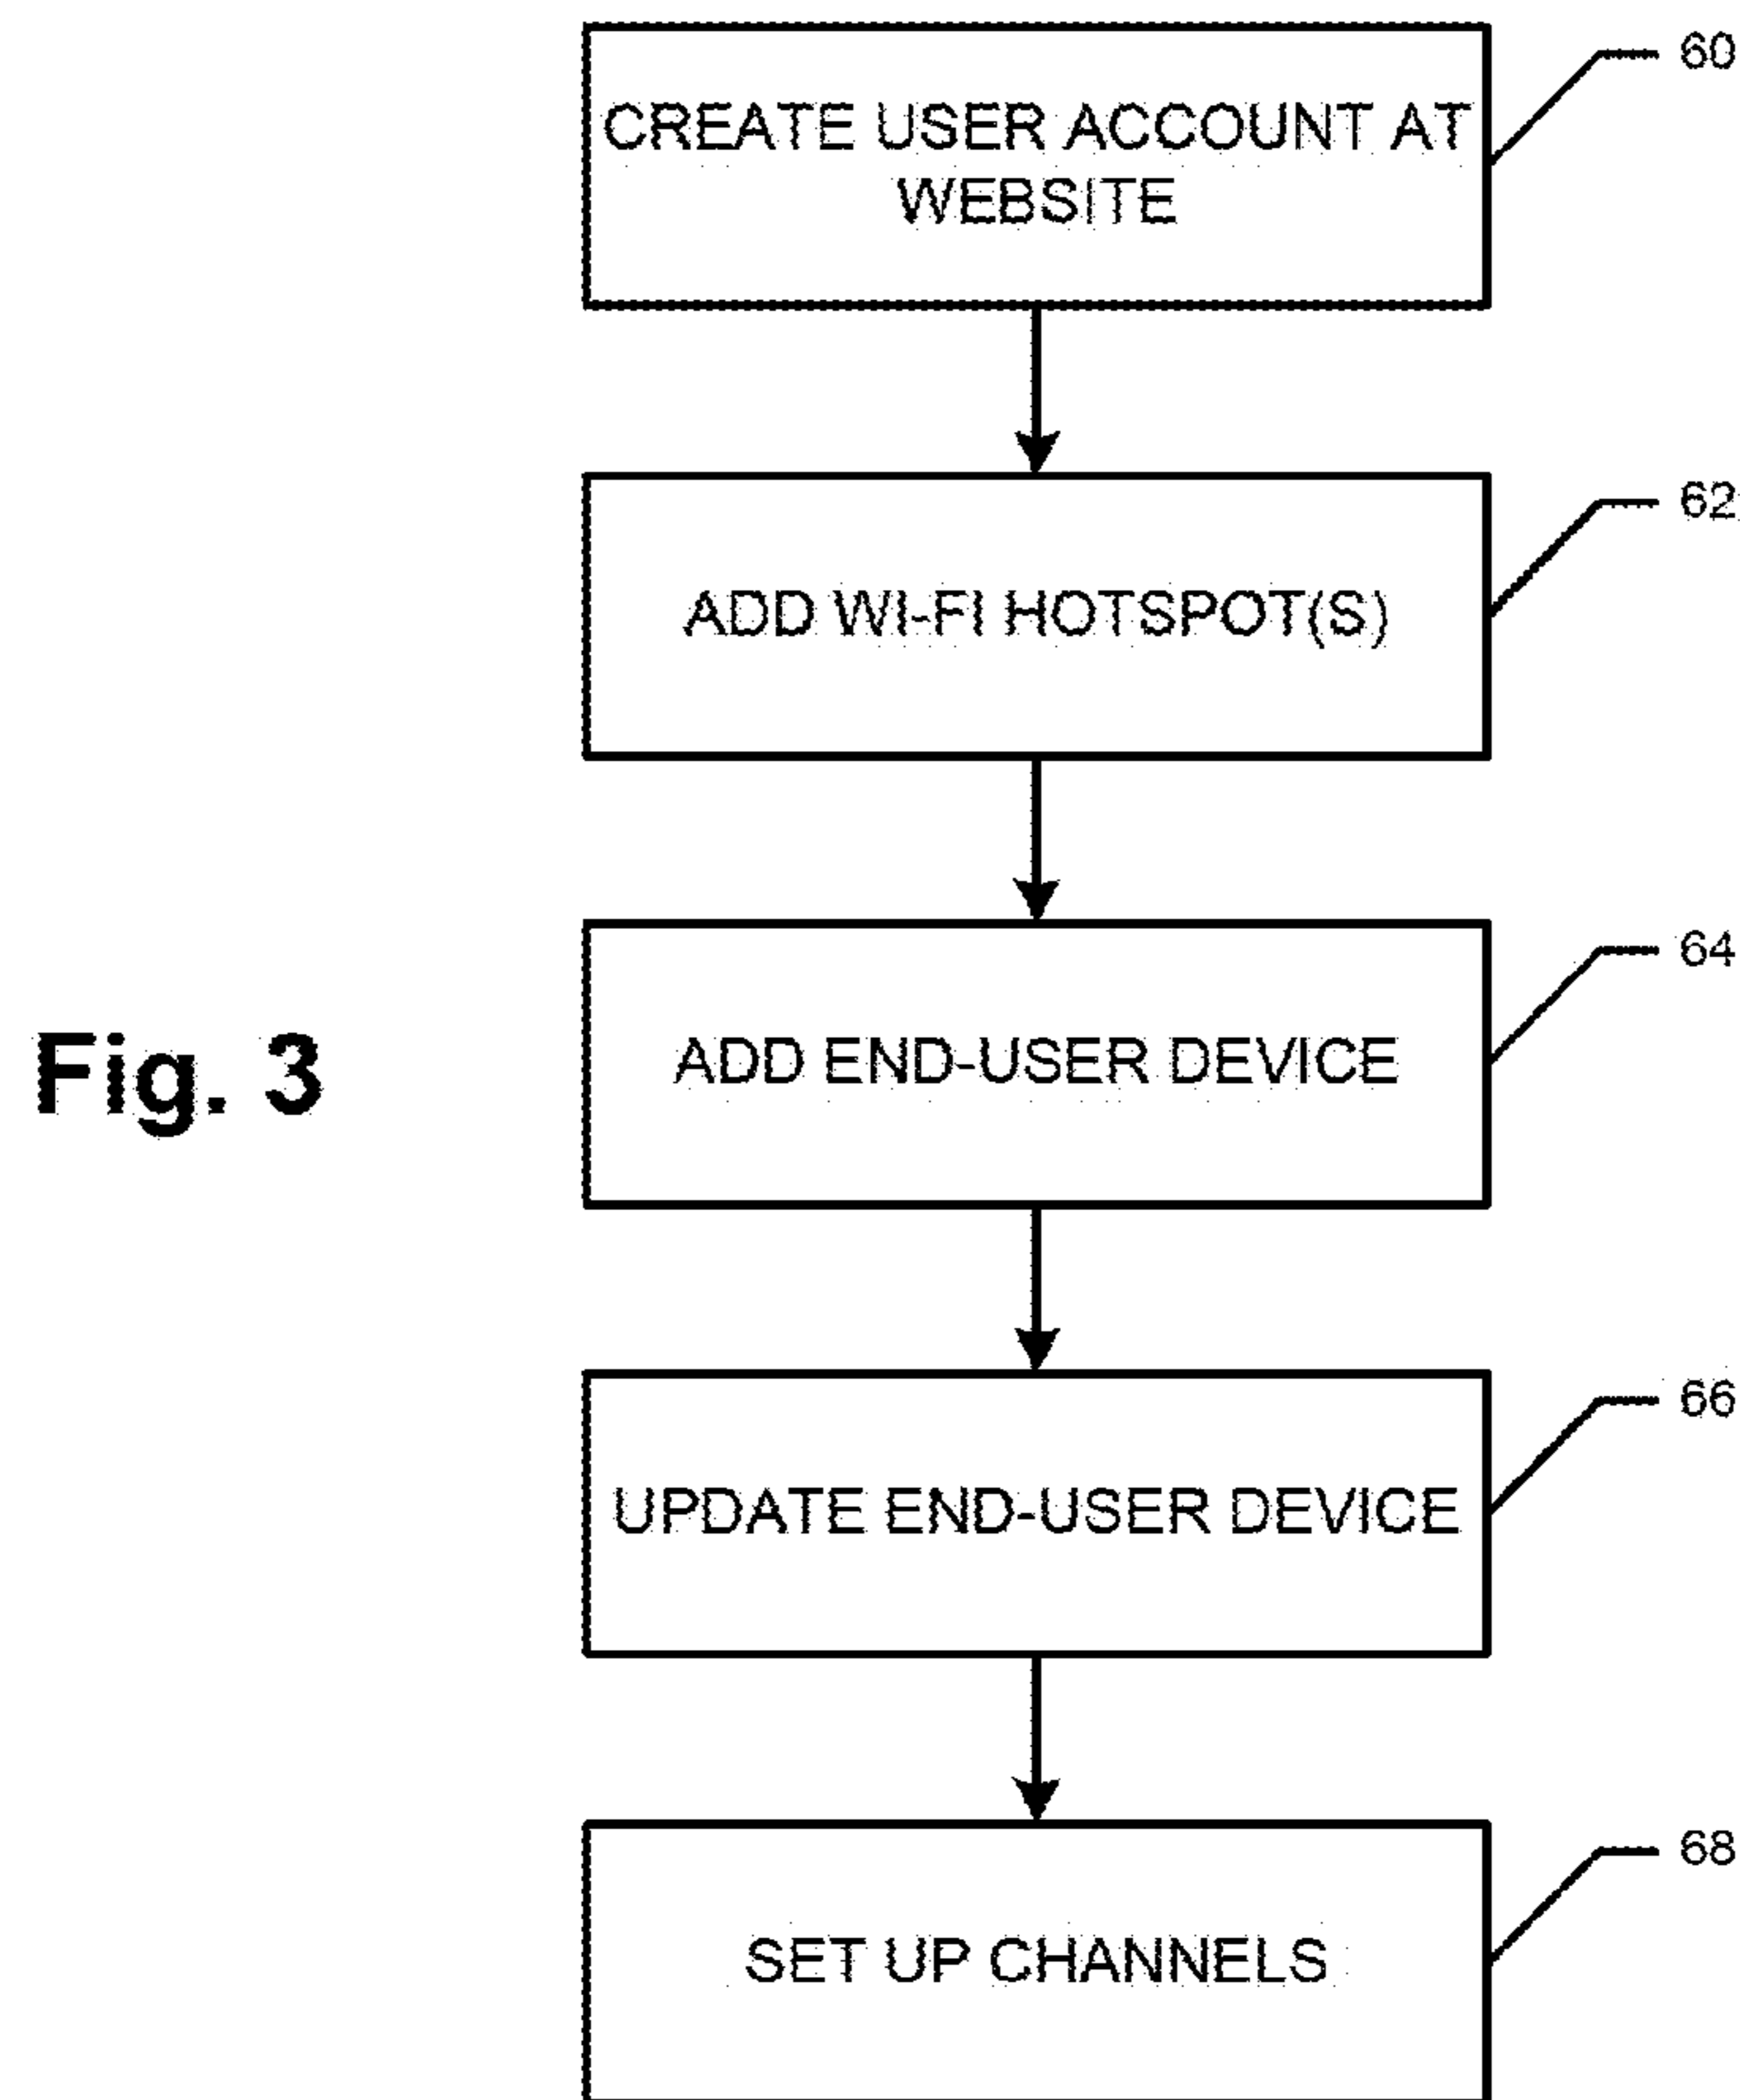 60
CREATE USER ACCOUNT AT
WEBSITE
62
ADD WI-FI HOTSPOT(S)
64
ADD END-USER DEVICE
Fig. 3
66
UPDATE END-USER DEVICE
68
SET UP CHANNELS